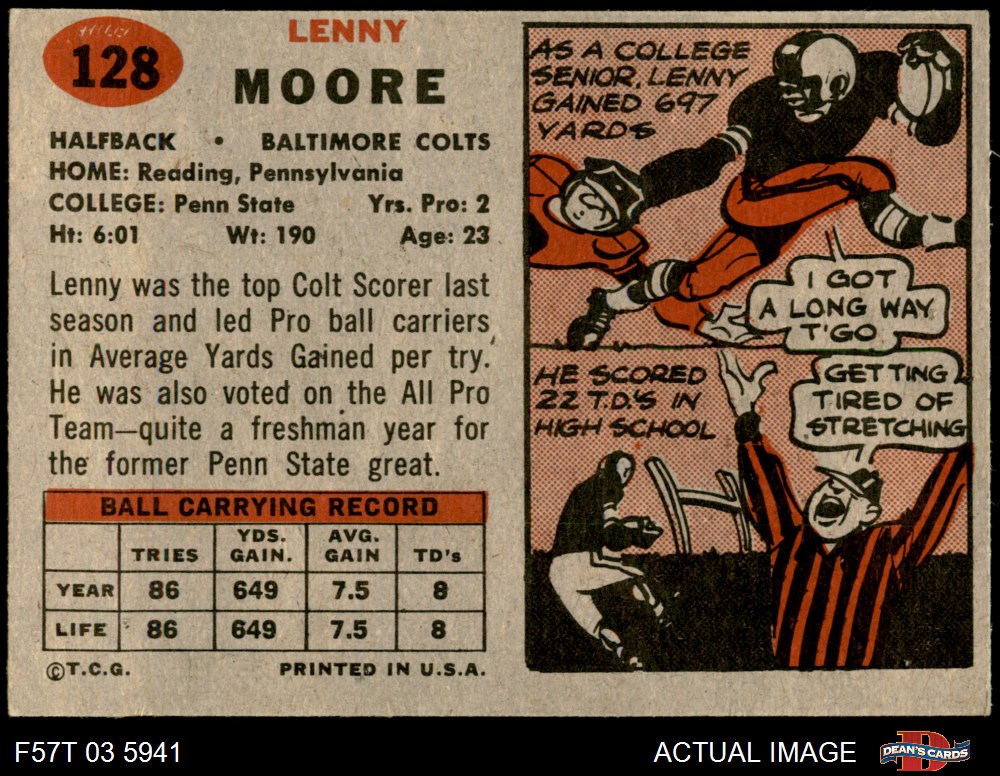 128
LENNY
MOORE
HALFBACK • BALTIMORE COLTS
HOME: Reading, Pennsylvania
COLLEGE: Penn State Yrs. Pro: 2
Ht: 6:01 Wt: 190 Age: 23
Lenny was the top Colt Scorer last
season and led Pro ball carriers
in Average Yards Gained per try.
He was also voted on the All Pro
Team—quite a freshman year for
the former Penn State great.
BALL CARRYING RECORD
TRIES YDS. GAIN. AVG. GAIN TD's
YEAR 86 649 7.5 8
LIFE 86 649 7.5 8
©T.C.G. PRINTED IN U.S.A.
AS A COLLEGE
SENIOR, LENNY
GAINED 697
YARDS
I GOT
A LONG WAY
T'GO
HE SCORED
22 T.D.'S IN
HIGH SCHOOL
GETTING
TIRED OF
STRETCHING
F57T 03 5941
ACTUAL IMAGE
D
DEAN'S CARDS